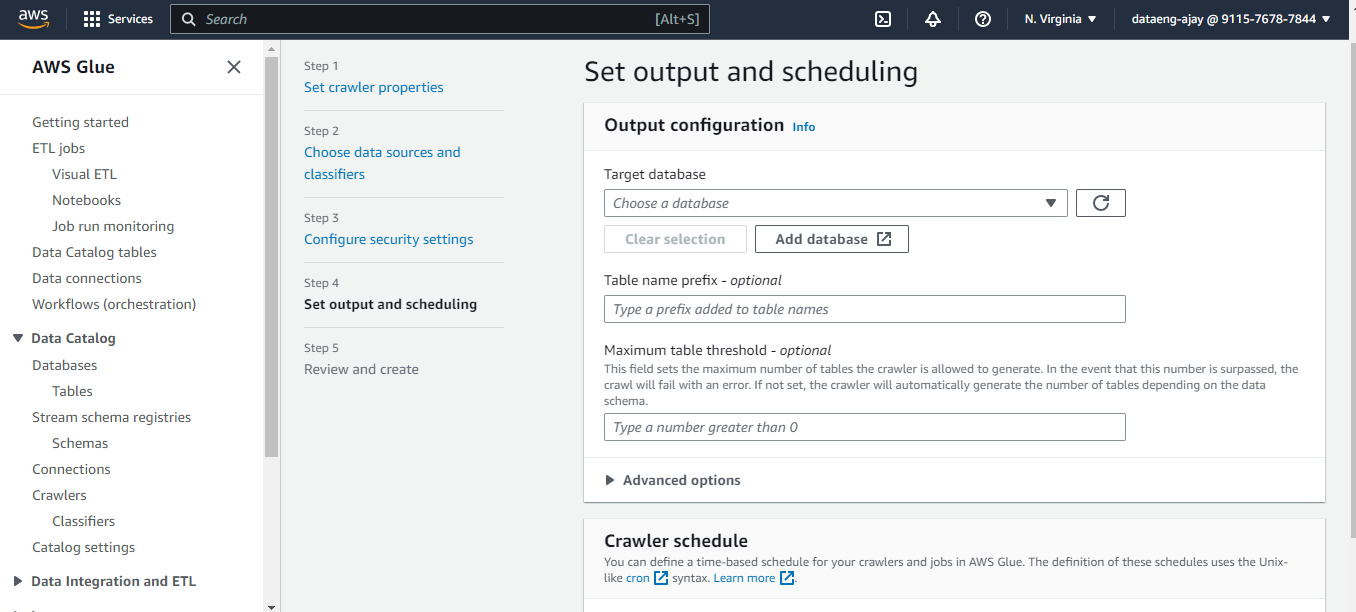 aws
Services
Search
[Alt+S]
N. Virginia
dataeng-ajay @ 9115-7678-7844
AWS Glue
Getting started
ETL jobs
Visual ETL
Notebooks
Job run monitoring
Data Catalog tables
Data connections
Workflows (orchestration)
Data Catalog
Databases
Tables
Stream schema registries
Schemas
Connections
Crawlers
Classifiers
Catalog settings
Data Integration and ETL
Step 1
Set crawler properties
Step 2
Choose data sources and
classifiers
Step 3
Configure security settings
Step 4
Set output and scheduling
Step 5
Review and create
Set output and scheduling
Output configuration Info
Target database
Choose a database
Clear selection
Add database
Table name prefix - optional
Type a prefix added to table names
Maximum table threshold - optional
This field sets the maximum number of tables the crawler is allowed to generate. In the event that this number is surpassed, the
crawl will fail with an error. If not set, the crawler will automatically generate the number of tables depending on the data
schema.
Type a number greater than 0
Advanced options
Crawler schedule
You can define a time-based schedule for your crawlers and jobs in AWS Glue. The definition of these schedules uses the Unix-
like cron syntax. Learn more.